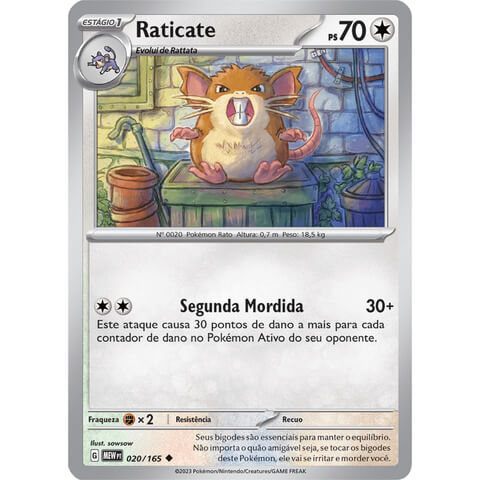 ESTÁGIO 1
Raticate
PS 70
Evolui de Rattata
Nº 0020 Pokémon Rato Altura: 0,7 m Peso: 18,5 kg
Segunda Mordida 30+
Este ataque causa 30 pontos de dano a mais para cada
contador de dano no Pokémon Ativo do seu oponente.
Fraqueza ×2 Resistência Recuo
Ilust. sowsow
G MEW PT 020/165
Seus bigodes são essenciais para manter o equilíbrio.
Não importa o quão amigável seja, se tocar os bigodes
deste Pokémon, ele vai se irritar e morder você.
©2023 Pokémon/Nintendo/Creatures/GAME FREAK